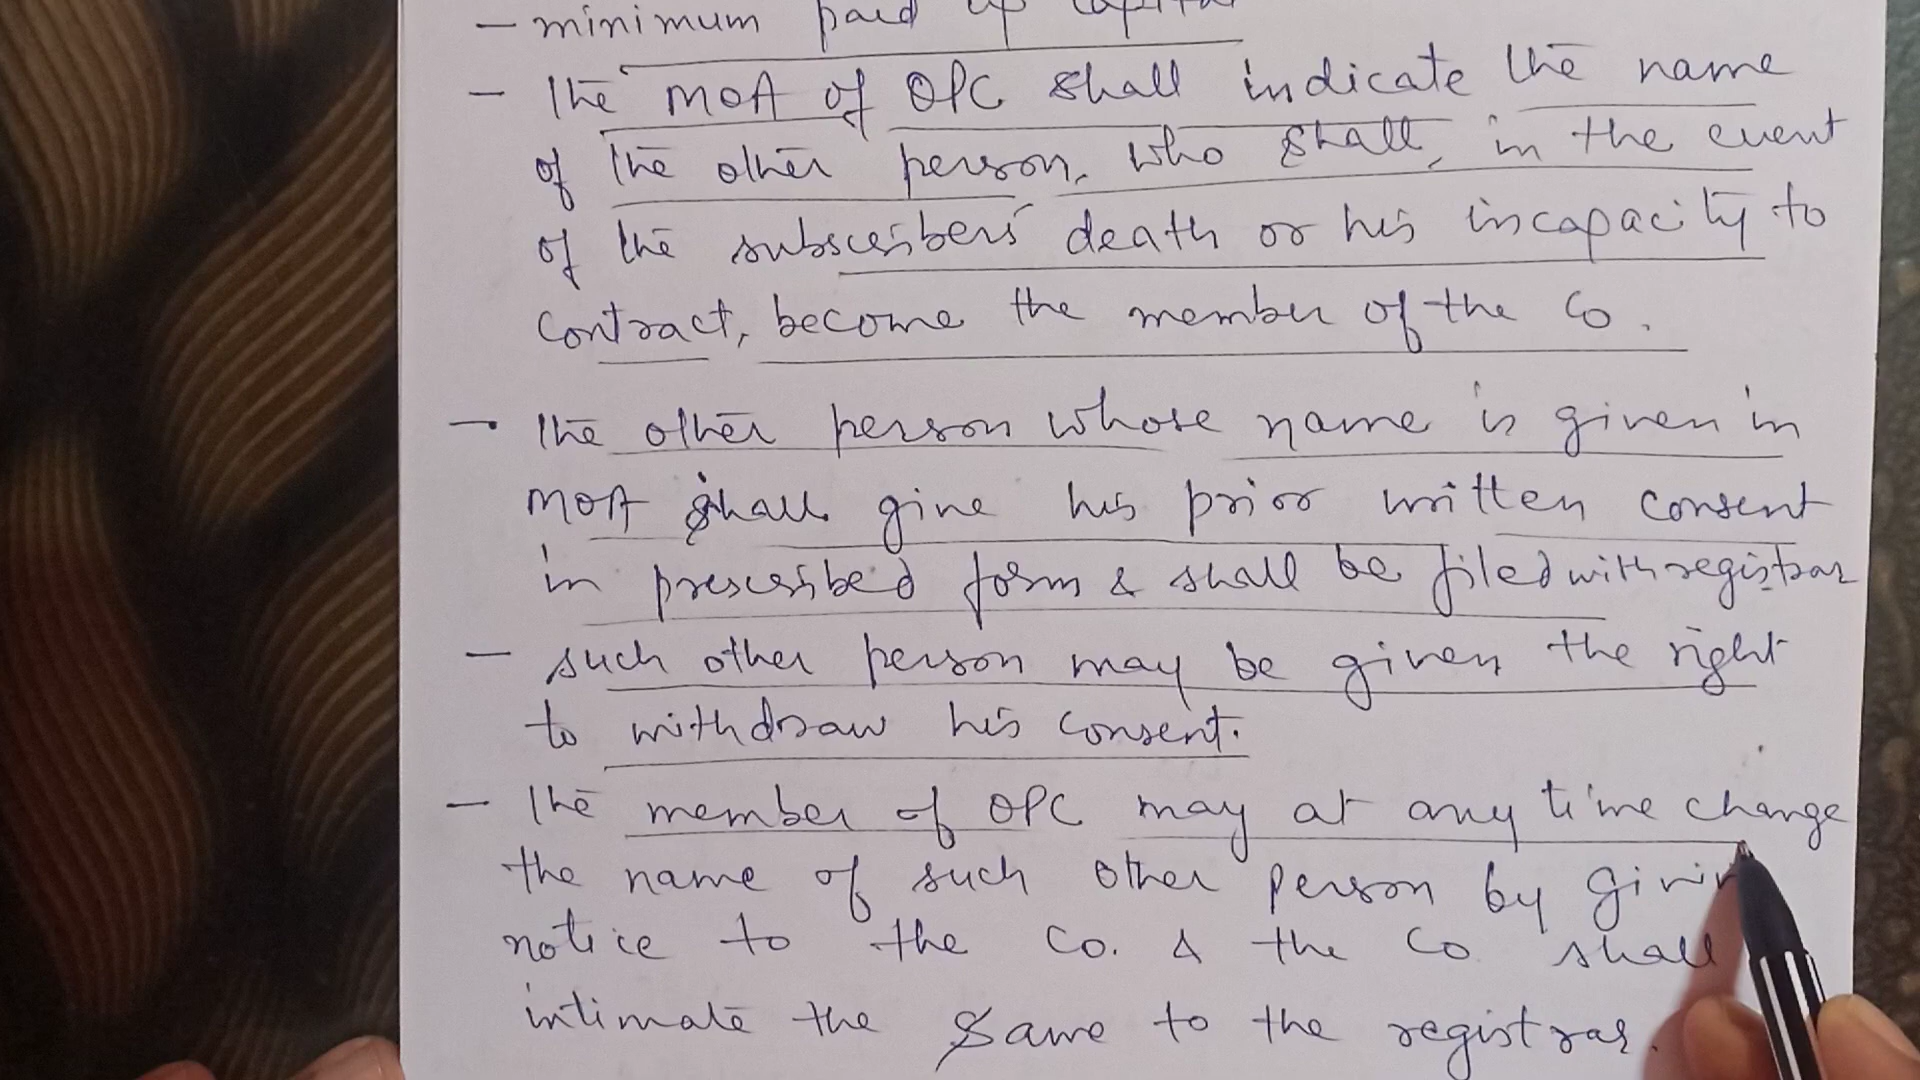 - minimum paid up capital
- The MOA of OPC shall indicate the name
of the other person, who shall, in the event
of the subscribers' death or his incapacity to
contract, become the member of the Co.
- The other person whose name is given in
MOA shall give his prior written consent
in prescribed form & shall be filed with registrar
- such other person may be given the right
to withdraw his consent.
- The member of OPC may at any time change
the name of such other person by
notice to the Co. & the Co shall
intimate the same to the registrar.